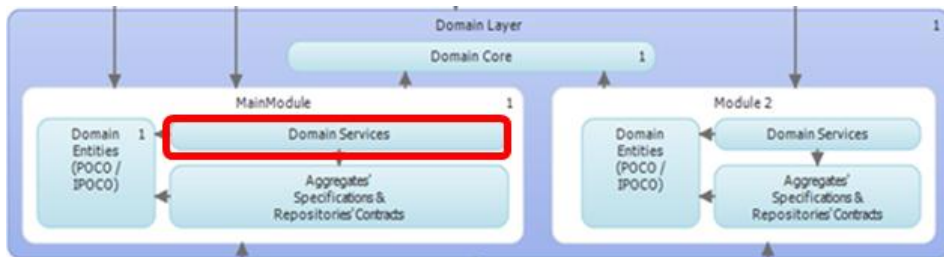 Domain Layer
1
Domain Core
1
MainModule
1
Domain
Entities
(POCO /
IPOCO)
1
Domain Services
Aggregates'
Specifications &
Repositories'Contracts
Module 2
Domain
Entities
(POCO /
IPOCO)
Domain Services
Aggregates'
Specifications &
Repositories'Contracts